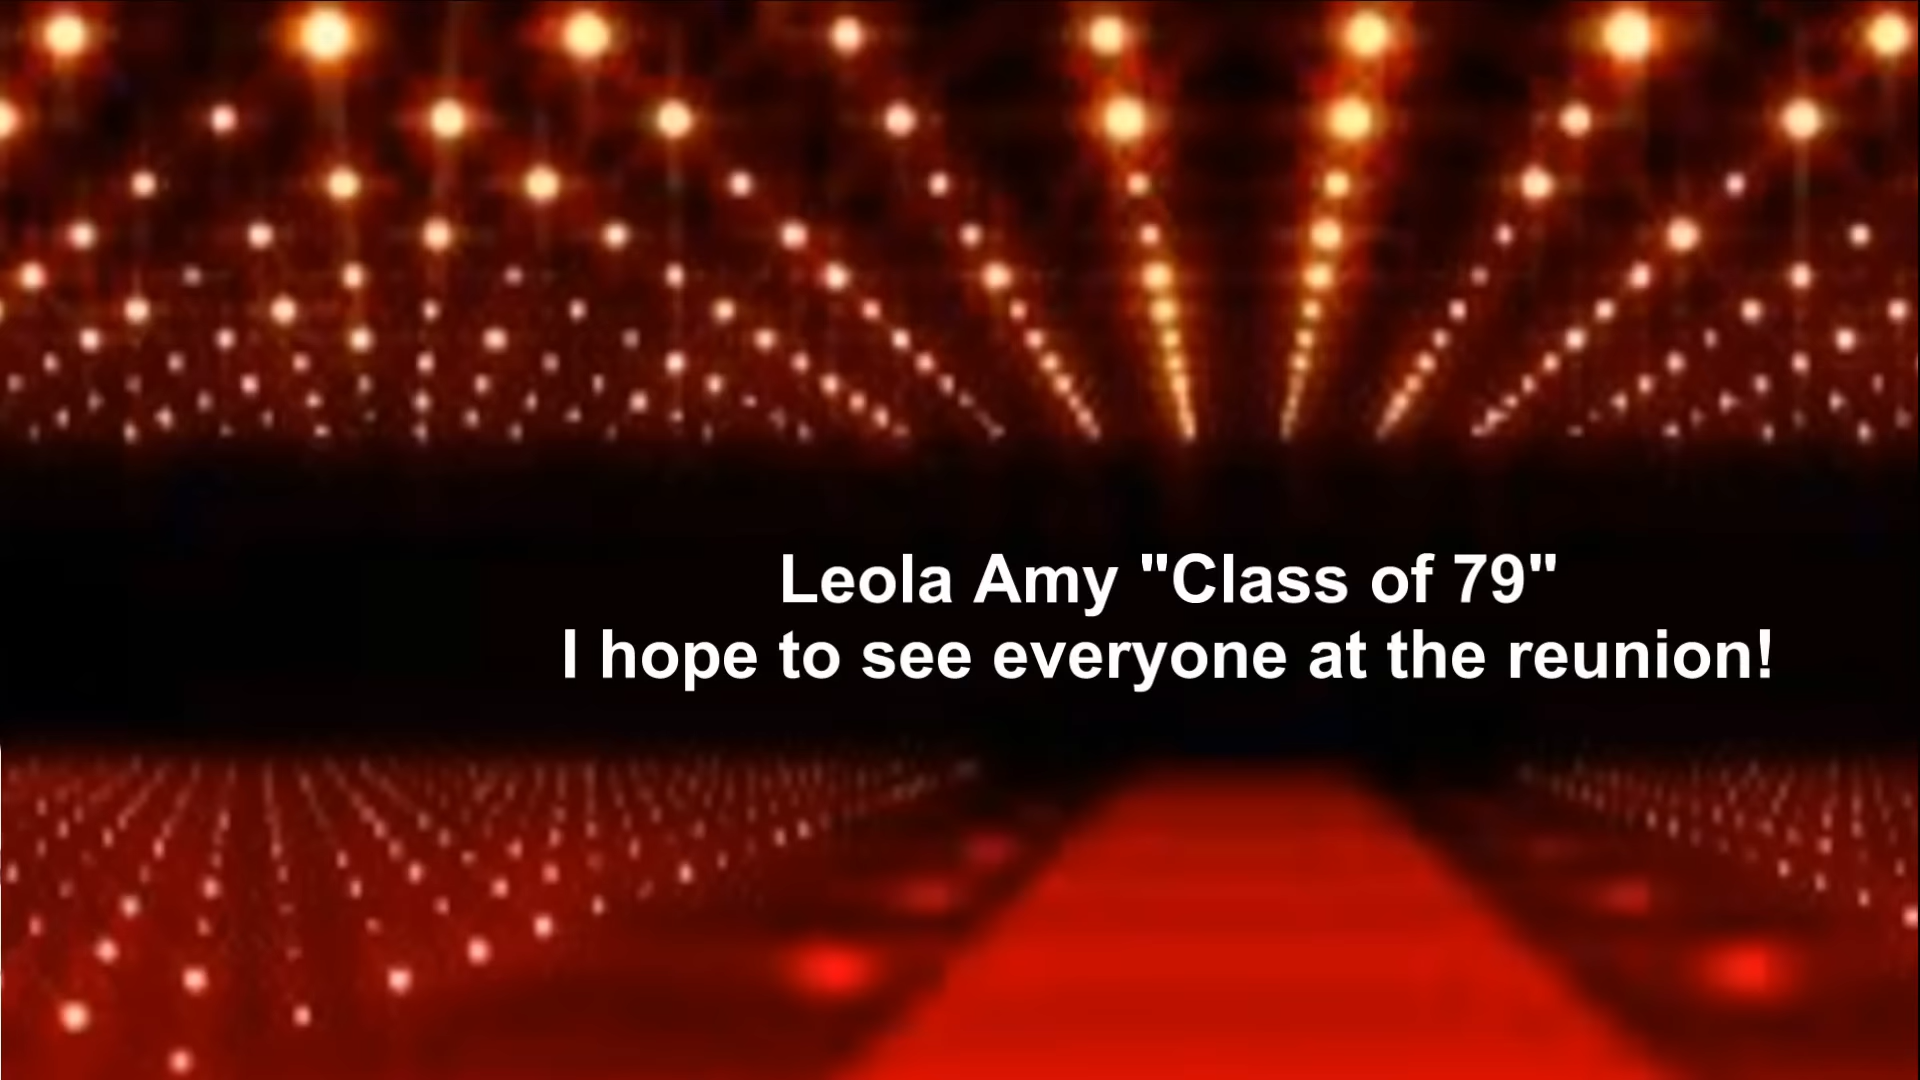 Leola Amy "Class of 79"
I hope to see everyone at the reunion!